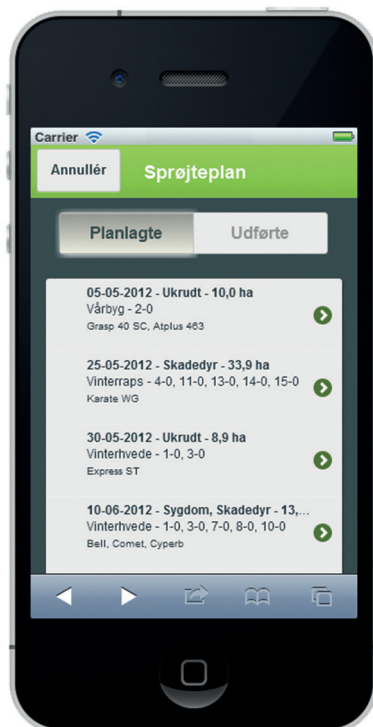 Carrier
Annullér
Sprøjteplan
Planlagte
Udførte
05-05-2012 - Ukrudt - 10,0 ha
Vårbyg - 2-0
Grasp 40 SC, Atplus 463
25-05-2012 - Skadedyr - 33,9 ha
Vinterraps - 4-0, 11-0, 13-0, 14-0, 15-0
Karate WG
30-05-2012 - Ukrudt - 8,9 ha
Vinterhvede - 1-0, 3-0
Express ST
10-06-2012 - Sygdom, Skadedyr - 13,...
Vinterhvede - 1-0, 3-0, 7-0, 8-0, 10-0
Bell, Comet, Cyperb